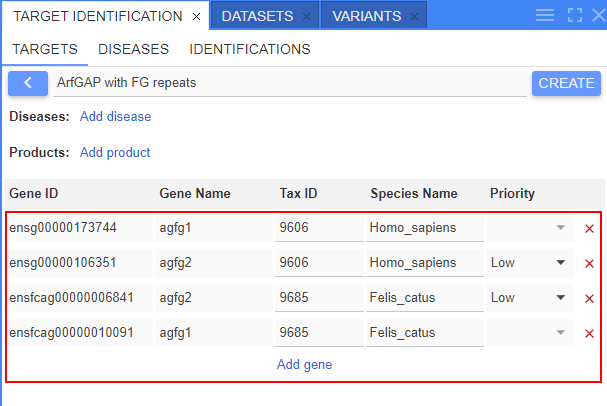 TARGET IDENTIFICATION × DATASETS × VARIANTS ×
TARGETS DISEASES IDENTIFICATIONS
ArfGAP with FG repeats CREATE
Diseases: Add disease
Products: Add product
Gene ID Gene Name Tax ID Species Name Priority
ensg00000173744 agfg1 9606 Homo_sapiens
ensg00000106351 agfg2 9606 Homo_sapiens Low
ensfcag00000006841 agfg2 9685 Felis_catus Low
ensfcag00000010091 agfg1 9685 Felis_catus
Add gene